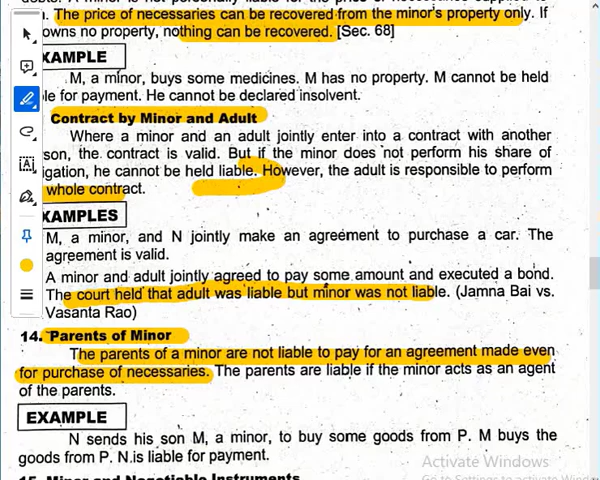 . The price of necessaries can be recovered from the minor's property only. If
owns no property, nothing can be recovered. [Sec. 68]
XAMPLE
M, a minor, buys some medicines. M has no property. M cannot be held
le for payment. He cannot be declared insolvent.
Contract by Minor and Adult
Where a minor and an adult jointly enter into a contract with another
son, the contract is valid. But if the minor does not perform his share of
igation, he cannot be held liable. However, the adult is responsible to perform
whole contract.
XAMPLES
M, a minor, and N jointly make an agreement to purchase a car. The
agreement is valid.
A minor and adult jointly agreed to pay some amount and executed a bond.
The court held that adult was liable but minor was not liable. (Jamna Bai vs.
Vasanta Rao)
14. Parents of Minor
The parents of a minor are not liable to pay for an agreement made even
for purchase of necessaries. The parents are liable if the minor acts as an agent
of the parents.
EXAMPLE
N sends his son M, a minor, to buy some goods from P. M buys the
goods from P. N is liable for payment.
Activate Windows
15. Minor and Negotiable Instruments